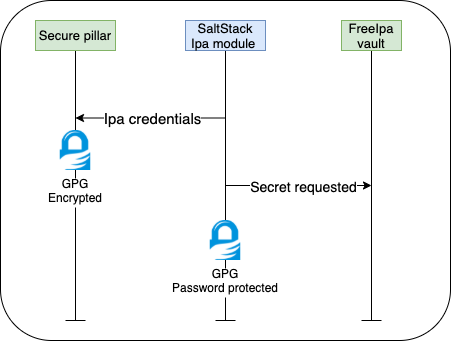 Secure pillar
SaltStack
Ipa module
FreeIpa
vault
Ipa credentials
GPG
Encrypted
Secret requested
GPG
Password protected